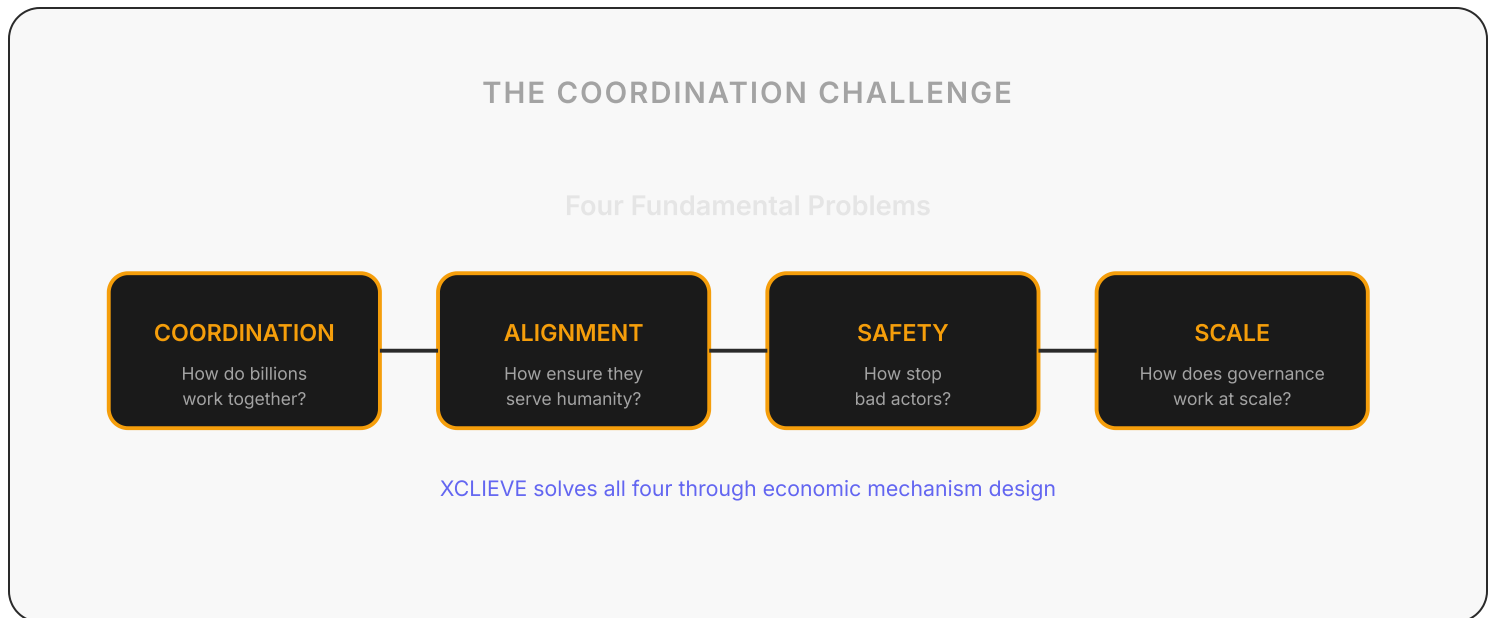 THE COORDINATION CHALLENGE
Four Fundamental Problems
COORDINATION
How do billions
work together?
ALIGNMENT
How ensure they
serve humanity?
SAFETY
How stop
bad actors?
SCALE
How does governance
work at scale?
XCLIEVE solves all four through economic mechanism design